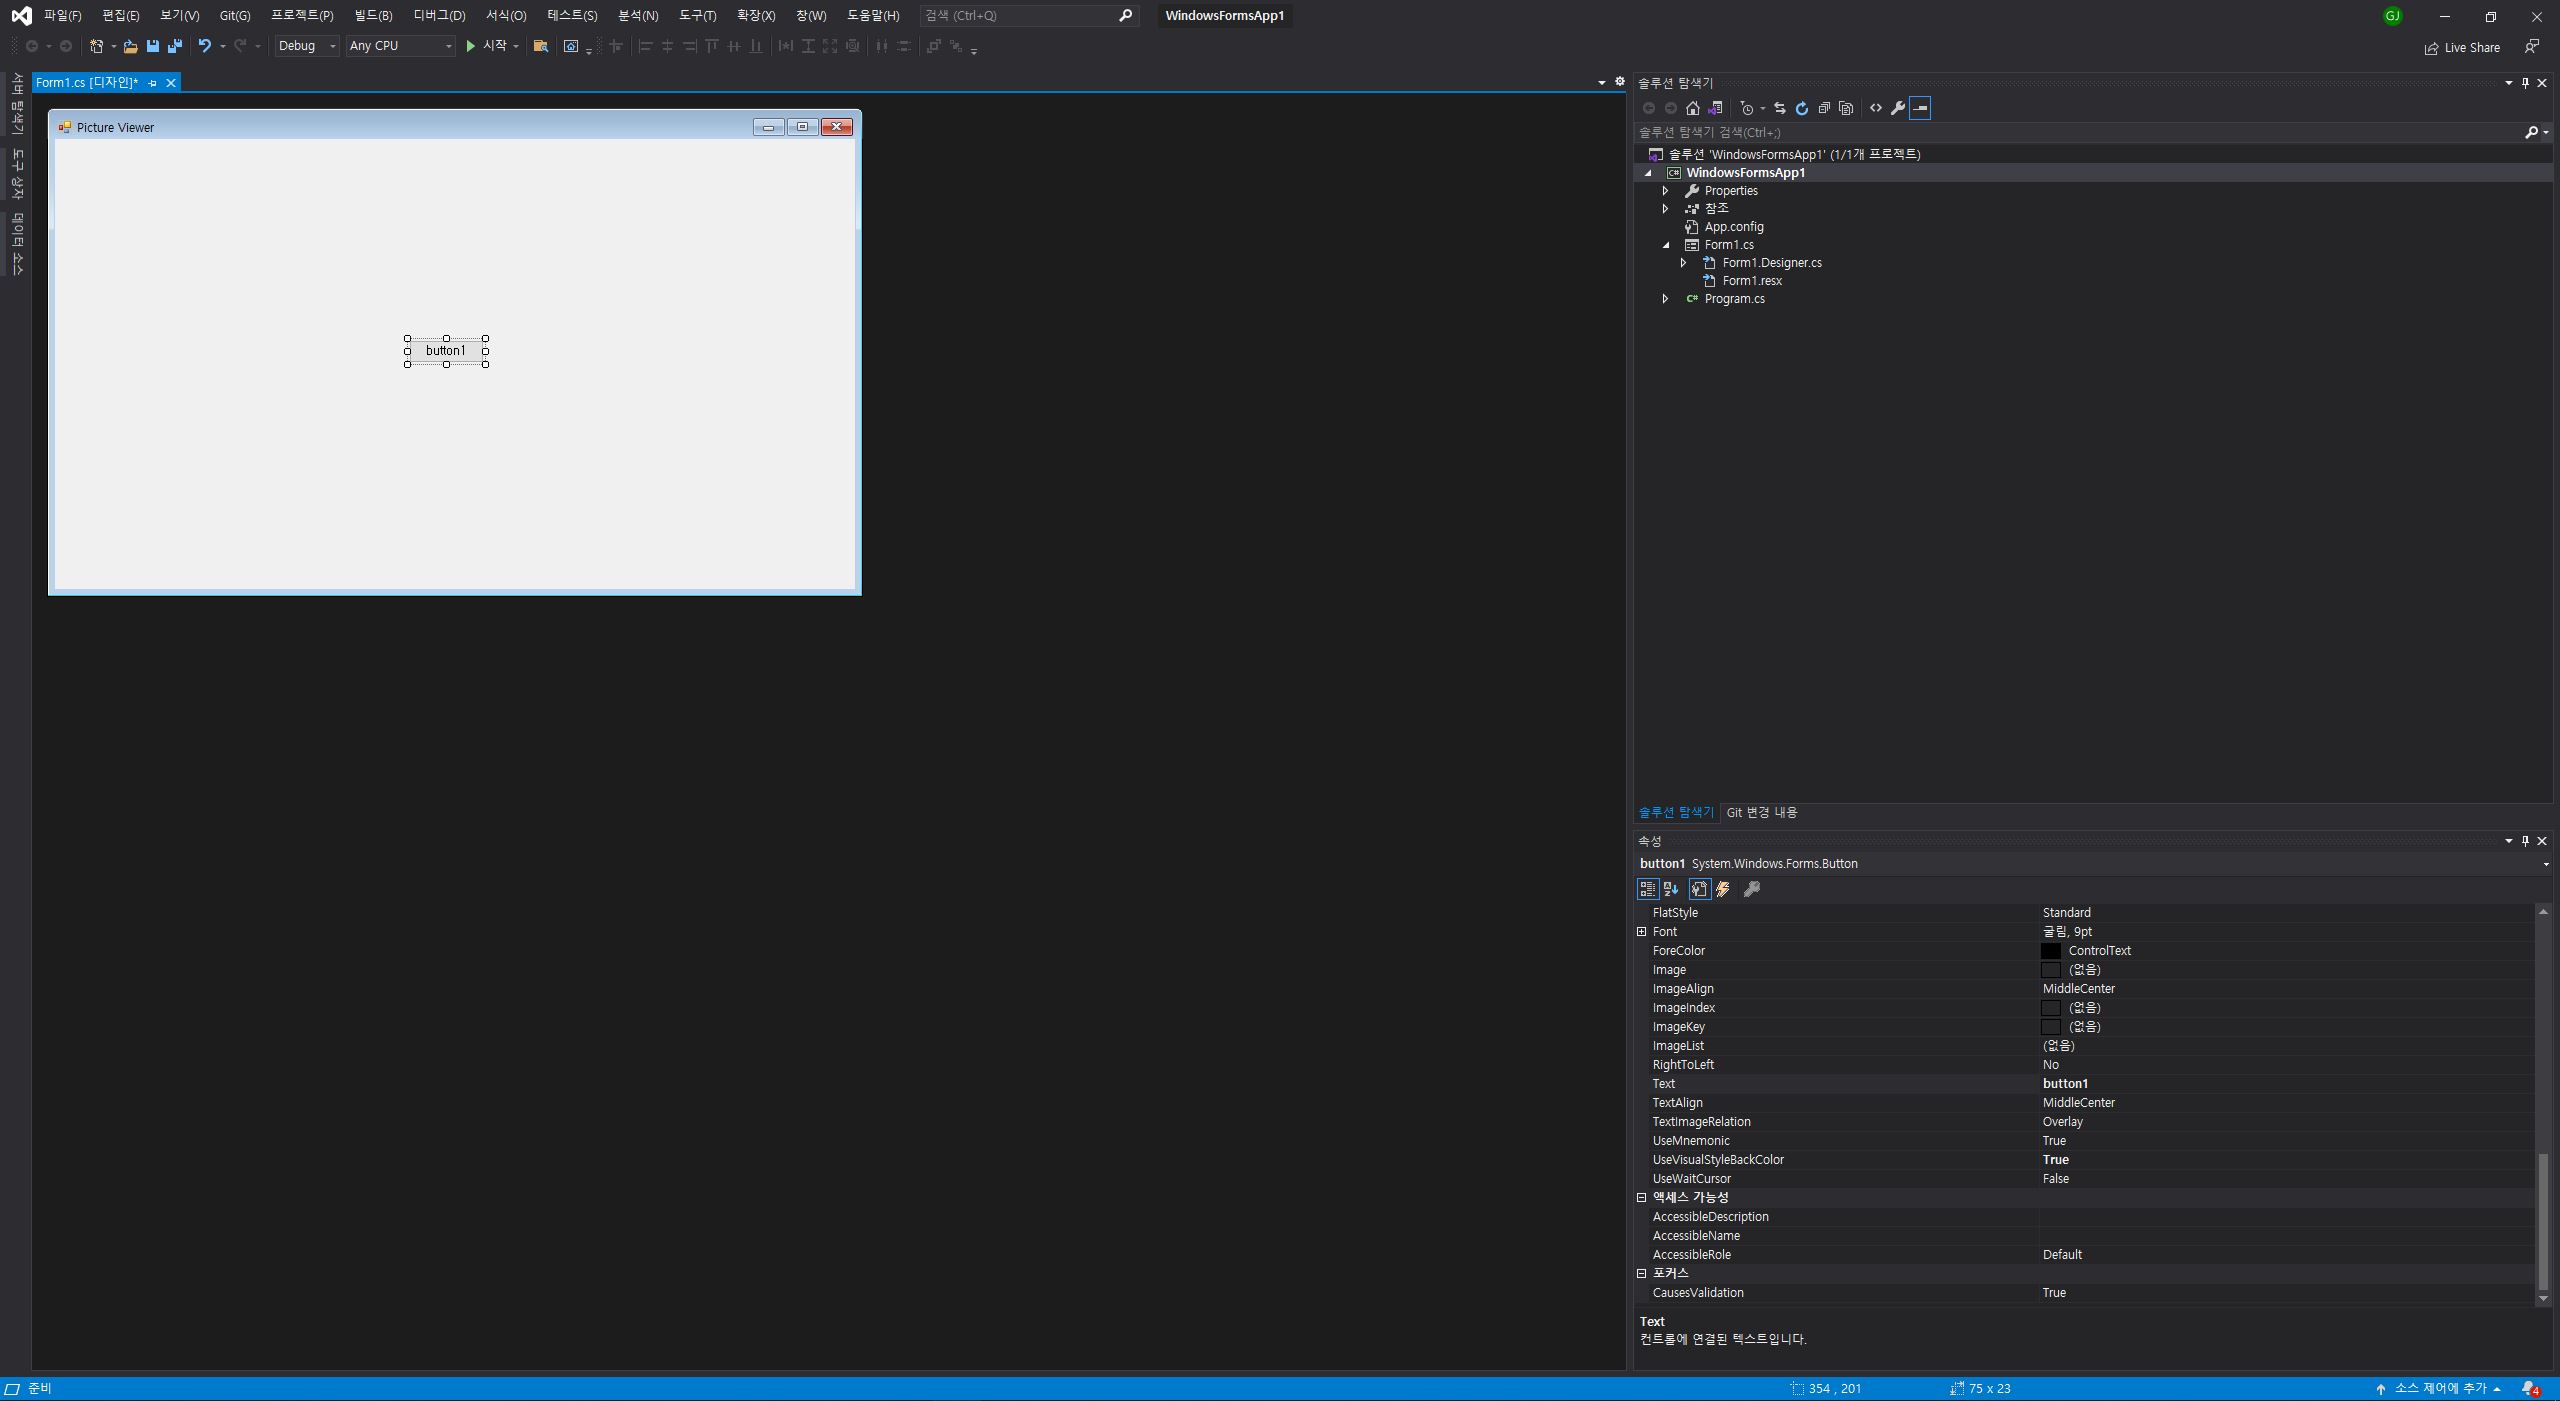 파일(F) 편집(E) 보기(V) Git(G) 프로젝트(P) 빌드(B) 디버그(D) 서식(O) 테스트(S) 분석(N) 도구(T) 확장(X) 창(W) 도움말(H) 검색 (Ctrl+Q) WindowsFormsApp1 GJ
Debug Any CPU 시작 Live Share
서버 탐색기
도구 상자
데이터 소스
Form1.cs [디자인]*
Picture Viewer
button1
솔루션 탐색기
솔루션 탐색기 검색(Ctrl+;)
솔루션 'WindowsFormsApp1' (1/1개 프로젝트)
C# WindowsFormsApp1
Properties
참조
App.config
Form1.cs
Form1.Designer.cs
Form1.resx
C# Program.cs
솔루션 탐색기 Git 변경 내용
속성
button1 System.Windows.Forms.Button
FlatStyle Standard
Font 굴림, 9pt
ForeColor ControlText
Image (없음)
ImageAlign MiddleCenter
ImageIndex (없음)
ImageKey (없음)
ImageList (없음)
RightToLeft No
Text button1
TextAlign MiddleCenter
TextImageRelation Overlay
UseMnemonic True
UseVisualStyleBackColor True
UseWaitCursor False
액세스 가능성
AccessibleDescription
AccessibleName
AccessibleRole Default
포커스
CausesValidation True
Text
컨트롤에 연결된 텍스트입니다.
준비 354 , 201 75 x 23 소스 제어에 추가 4